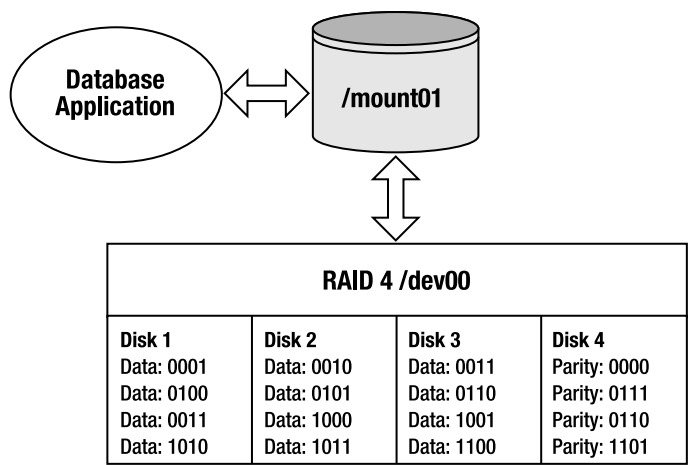 Database
Application
/mount01
RAID 4 /dev00
Disk 1
Data: 0001
Data: 0100
Data: 0011
Data: 1010
Disk 2
Data: 0010
Data: 0101
Data: 1000
Data: 1011
Disk 3
Data: 0011
Data: 0110
Data: 1001
Data: 1100
Disk 4
Parity: 0000
Parity: 0111
Parity: 0110
Parity: 1101